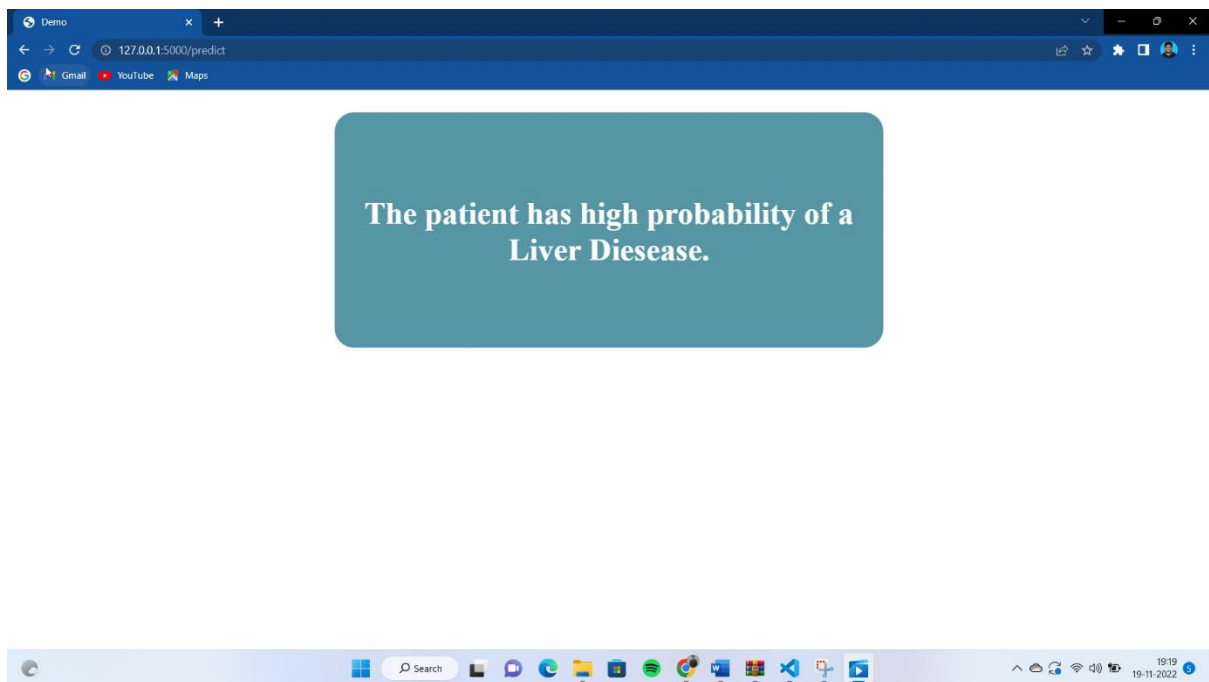 Demo
127.0.0.1:5000/predict
Gmail YouTube Maps
The patient has high probability of a
Liver Diesease.
Search
19:19
19-11-2022 5